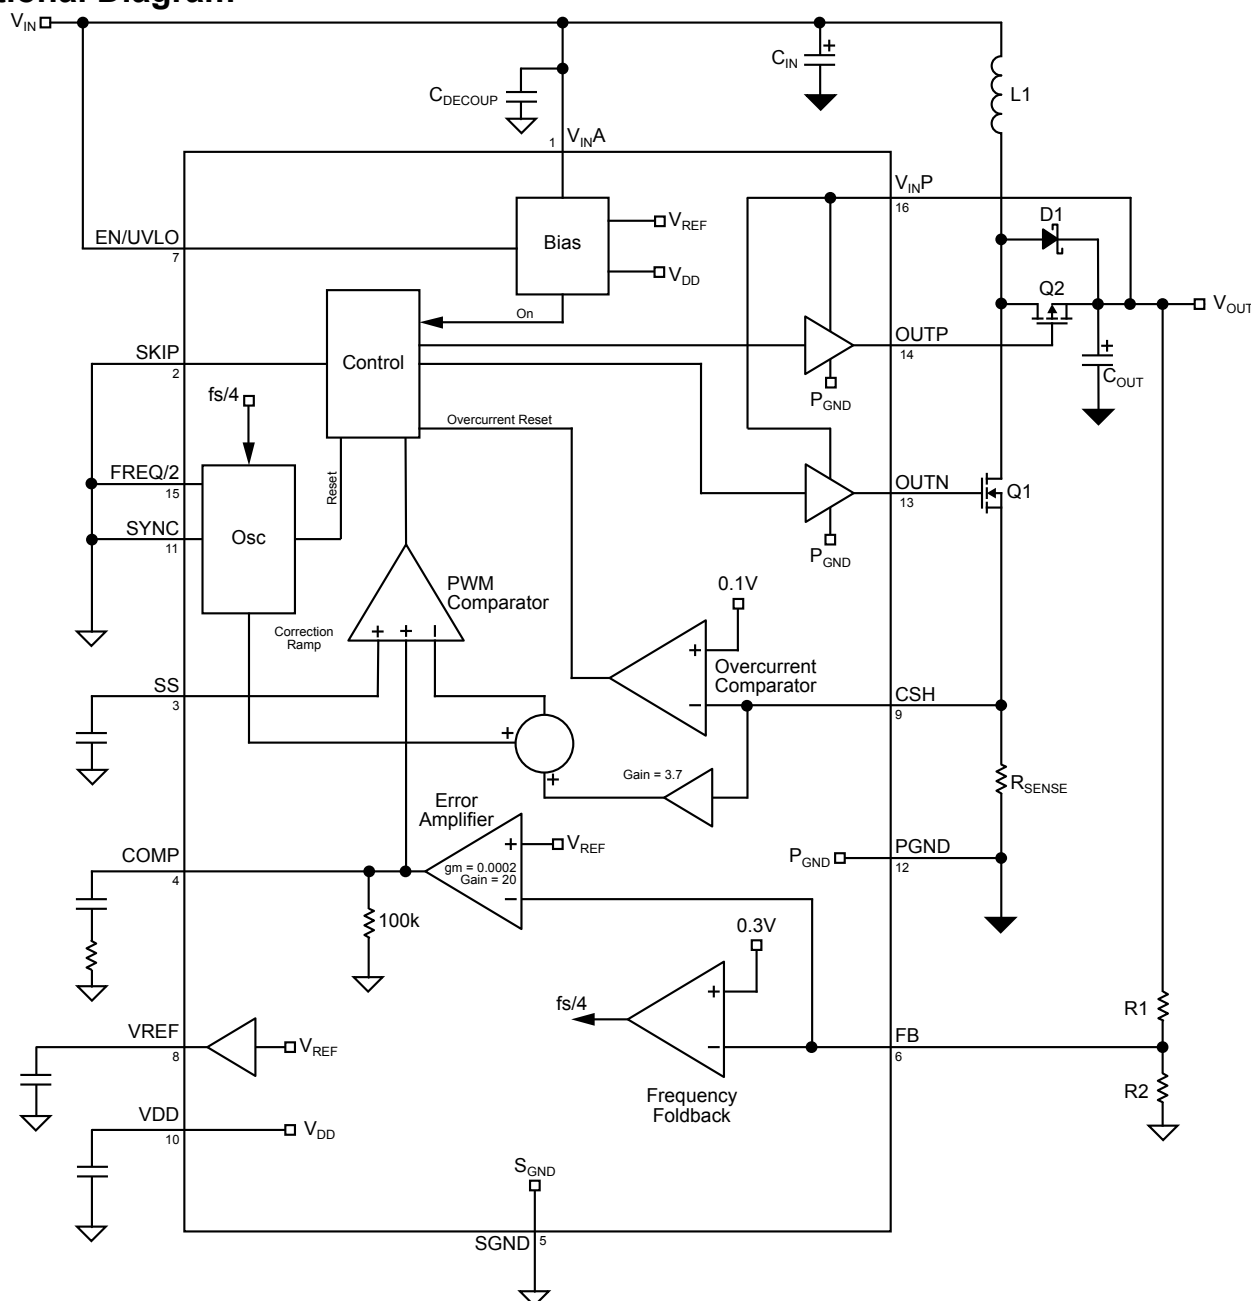 tional Diagram
VIN
CIN
+
L1
CDECOUP
1
VINA
VINP
16
D1
EN/UVLO
7
Bias
VREF
VDD
On
Q2
VOUT
SKIP
2
Control
OUTP
14
+
COUT
PGND
fs/4
Overcurrent Reset
FREQ/2
15
Reset
OUTN
13
Q1
SYNC
11
Osc
PGND
PWM
Comparator
0.1V
Correction
Ramp
+ + −
+
Overcurrent
Comparator
SS
3
−
CSH
9
+
+
Gain = 3.7
RSENSE
Error
Amplifier
COMP
4
+
VREF
gm = 0.0002
Gain = 20
−
PGND
PGND
12
100k
0.3V
fs/4
+
R1
VREF
8
VREF
−
FB
6
R2
Frequency
Foldback
VDD
10
VDD
SGND
SGND
5